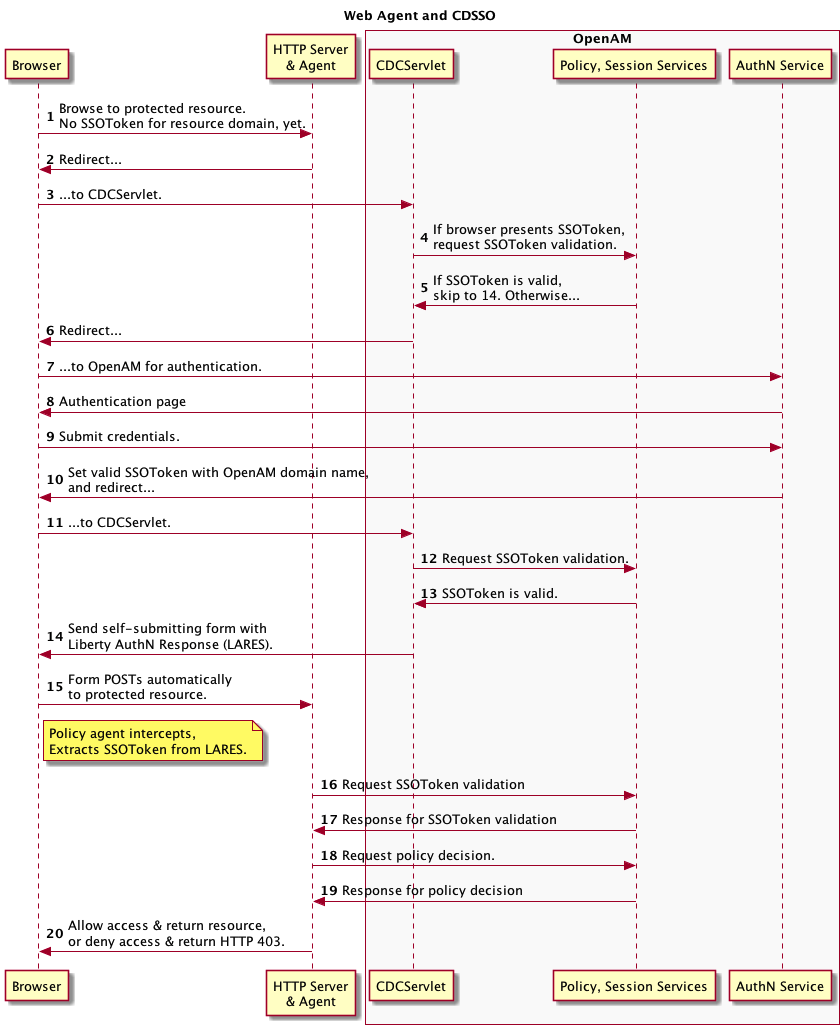 Web Agent and CDSSO
OpenAM
Browser
HTTP Server
& Agent
CDCServlet
Policy, Session Services
AuthN Service
1 Browse to protected resource.
No SSOToken for resource domain, yet.
2 Redirect...
3 ...to CDCServlet.
4 If browser presents SSOToken,
request SSOToken validation.
5 If SSOToken is valid,
skip to 14. Otherwise...
6 Redirect...
7 ...to OpenAM for authentication.
8 Authentication page
9 Submit credentials.
10 Set valid SSOToken with OpenAM domain name,
and redirect...
11 ...to CDCServlet.
12 Request SSOToken validation.
13 SSOToken is valid.
14 Send self-submitting form with
Liberty AuthN Response (LARES).
15 Form POSTs automatically
to protected resource.
Policy agent intercepts,
Extracts SSOToken from LARES.
16 Request SSOToken validation
17 Response for SSOToken validation
18 Request policy decision.
19 Response for policy decision
20 Allow access & return resource,
or deny access & return HTTP 403.
Browser
HTTP Server
& Agent
CDCServlet
Policy, Session Services
AuthN Service